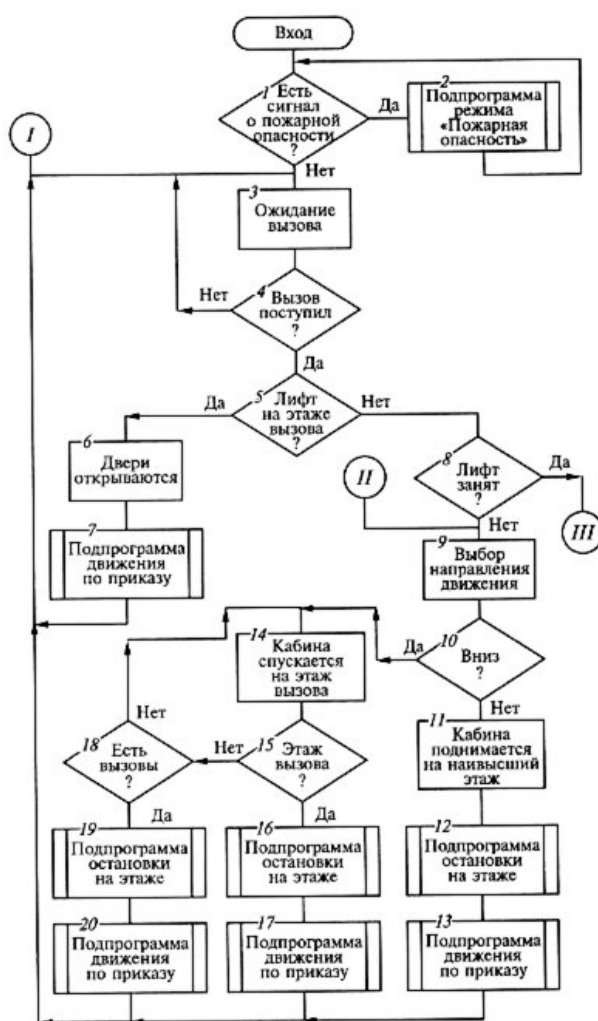 Вход
1 Есть
сигнал
о пожарной
опасности
?
Да
2
Подпрограмма
режима
«Пожарная
опасность»
I
Нет
3
Ожидание
вызова
Нет
4
Вызов
поступил
?
Да
5
Лифт
на этаже
вызова
?
Да
Нет
6
Двери
открываются
7
Подпрограмма
движения
по приказу
8
Лифт
занят
?
Да
III
II
Нет
9
Выбор
направления
движения
10
Вниз
?
Да
Нет
11
Кабина
поднимается
на наивысший
этаж
12
Подпрограмма
остановки
на этаже
13
Подпрограмма
движения
по приказу
14
Кабина
спускается
на этаж
вызова
15
Этаж
вызова
?
Нет
Да
16
Подпрограмма
остановки
на этаже
17
Подпрограмма
движения
по приказу
18
Есть
вызовы
?
Нет
Да
19
Подпрограмма
остановки
на этаже
20
Подпрограмма
движения
по приказу